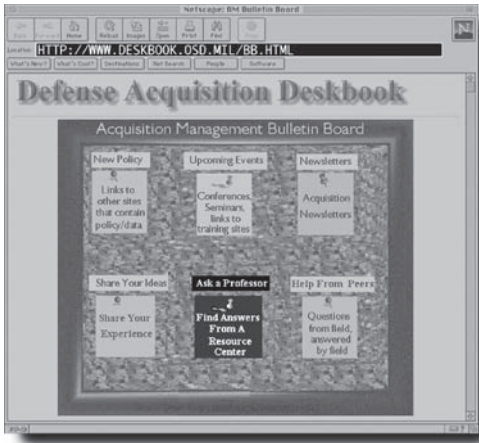 Netscape: BM Bulletin Board
Back Forward Home Reload Images Open Print Find Stop
Location: HTTP://WWW.DESKBOOK.OSD.MIL/BB.HTML
What's New? What's Cool? Destinations Net Search People Software
Defense Acquisition Deskbook
Acquisition Management Bulletin Board
New Policy Upcoming Events Newsletters
Links to
other sites
that contain
policy/data
Conferences,
Seminars,
links to
training sites
Acquisition
Newsletters
Share Your Ideas Ask a Professor Help From Peers
Share Your
Experience
Find Answers
From A
Resource
Center
Questions
from field,
answered
by field